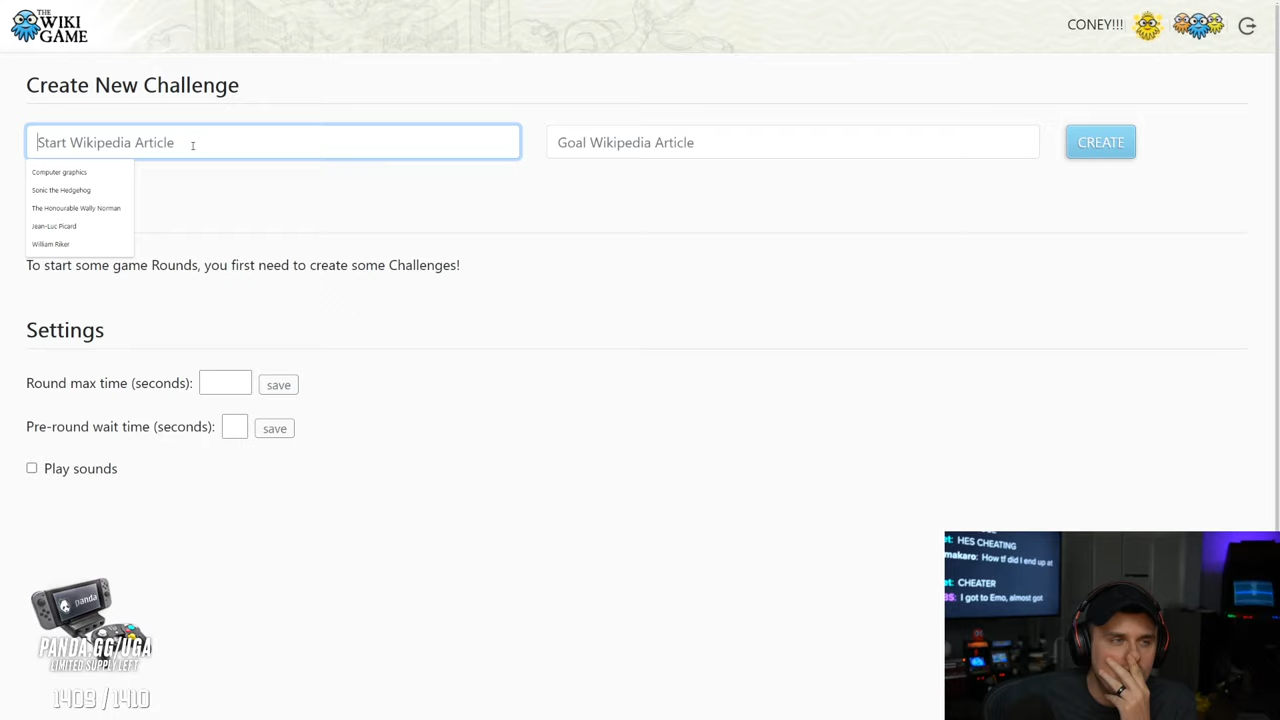 THE
WIKI
GAME
CONEY!!!
Create New Challenge
Start Wikipedia Article
Goal Wikipedia Article
CREATE
Computer graphics
Sonic the Hedgehog
The Honourable Wally Norman
Jean-Luc Picard
William Riker
To start some game Rounds, you first need to create some Challenges!
Settings
Round max time (seconds):
save
Pre-round wait time (seconds):
save
Play sounds
et: HES CHEATING
makaro: How tf did I end up at
et: CHEATER
BS: I got to Emo, almost got
panda
PANDA.GG/UGA
LIMITED SUPPLY LEFT
1409 / 1410